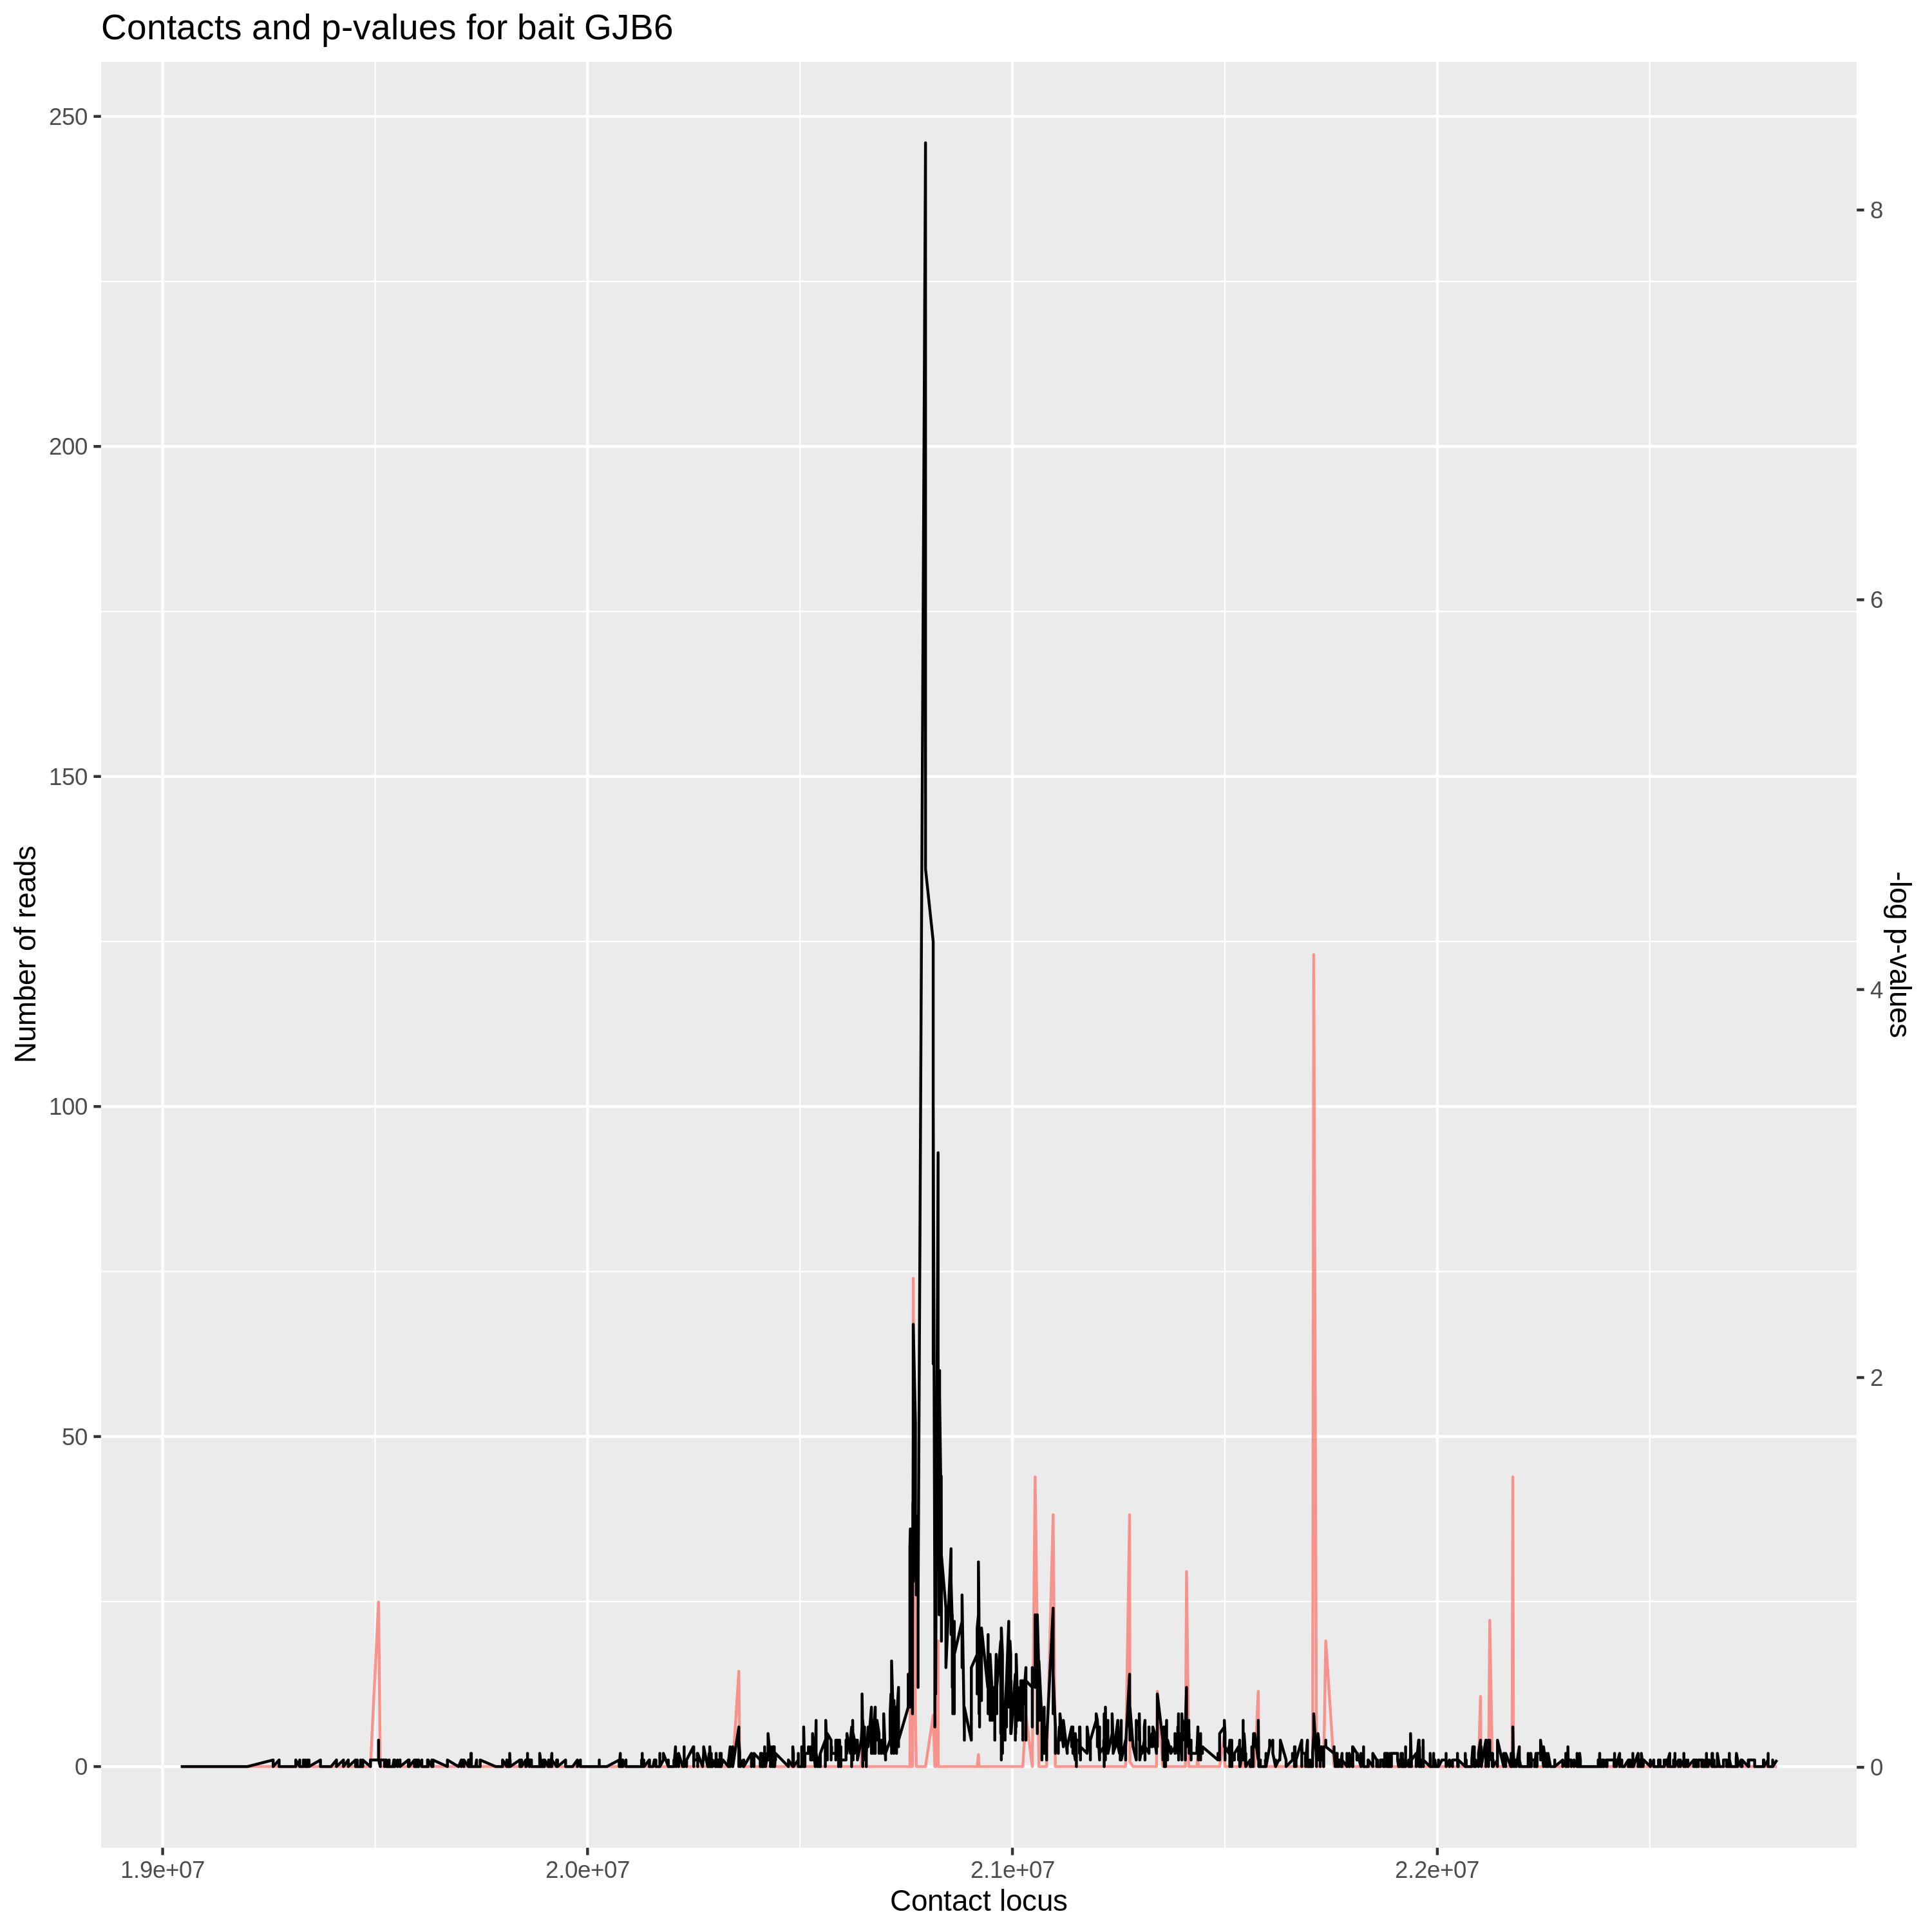 Contacts and p-values for bait GJB6
250
200
150
100
50
0
Number of reads
8
6
4
2
0
-log p-values
1.9e+07 2.0e+07 2.1e+07 2.2e+07
Contact locus